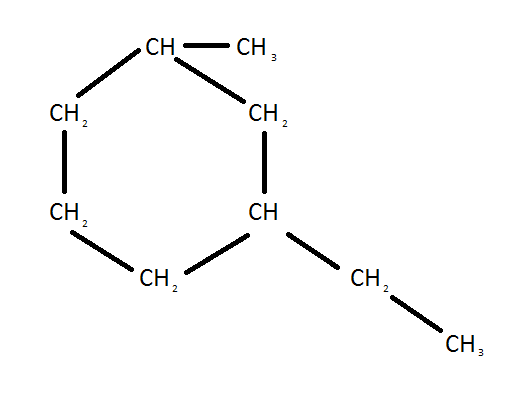 CH CH₃
CH₂ CH₂
CH₂ CH
CH₂ CH₂
CH₃